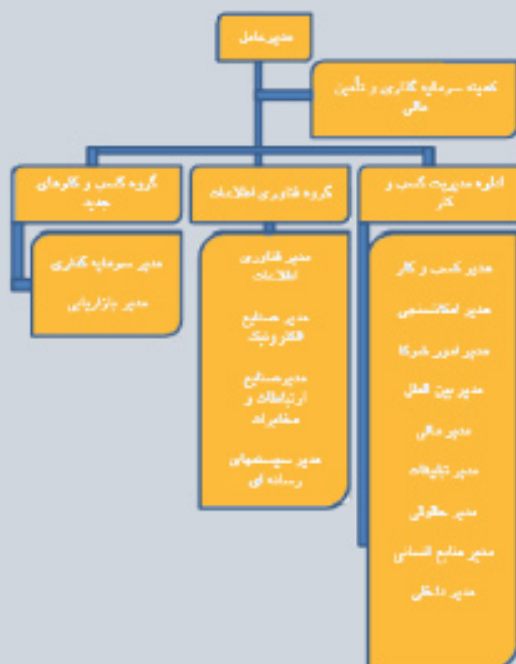 مدیرعامل
کمیته سرمایه گذاری و تأمین
مالی
اداره مدیریت کسب و
کار
گروه فناوری اطلاعات
گروه کسب و کارهای
جدید
مدیر کسب و کار
مدیر امکانسنجی
مدیر امور شرکا
مدیر بین الملل
مدیر مالی
مدیر تبلیغات
مدیر حقوقی
مدیر منابع انسانی
مدیر داخلی
مدیر فناوری
اطلاعات
مدیر صنایع
الکترونیک
مدیرصنایع
ارتباطات و
مخابرات
مدیر سیستمهای
رسانه ای
مدیر سرمایه گذاری
مدیر بازاریابی